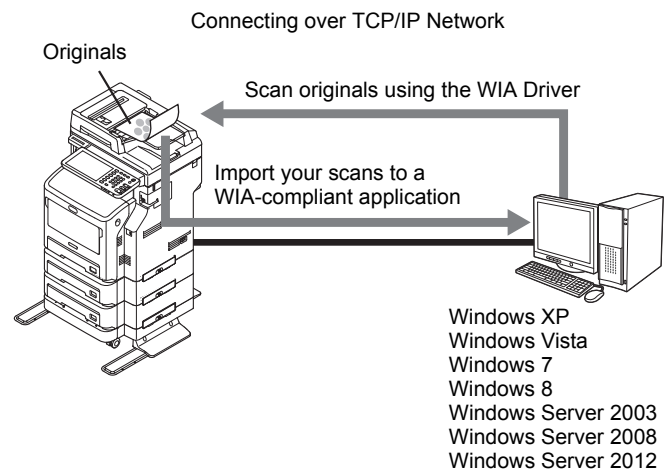 Connecting over TCP/IP Network
Originals
Scan originals using the WIA Driver
Import your scans to a
WIA-compliant application
Windows XP
Windows Vista
Windows 7
Windows 8
Windows Server 2003
Windows Server 2008
Windows Server 2012